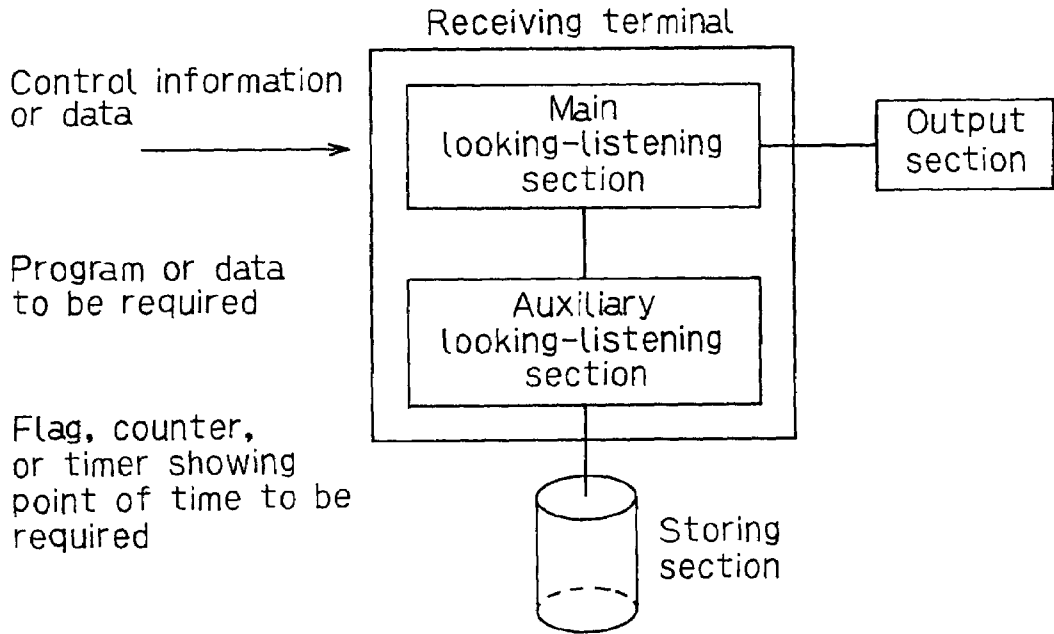 Receiving terminal
Control information
or data
Main
looking-listening
section
Output
section
Program or data
to be required
Auxiliary
looking-listening
section
Flag, counter,
or timer showing
point of time to be
required
Storing
section